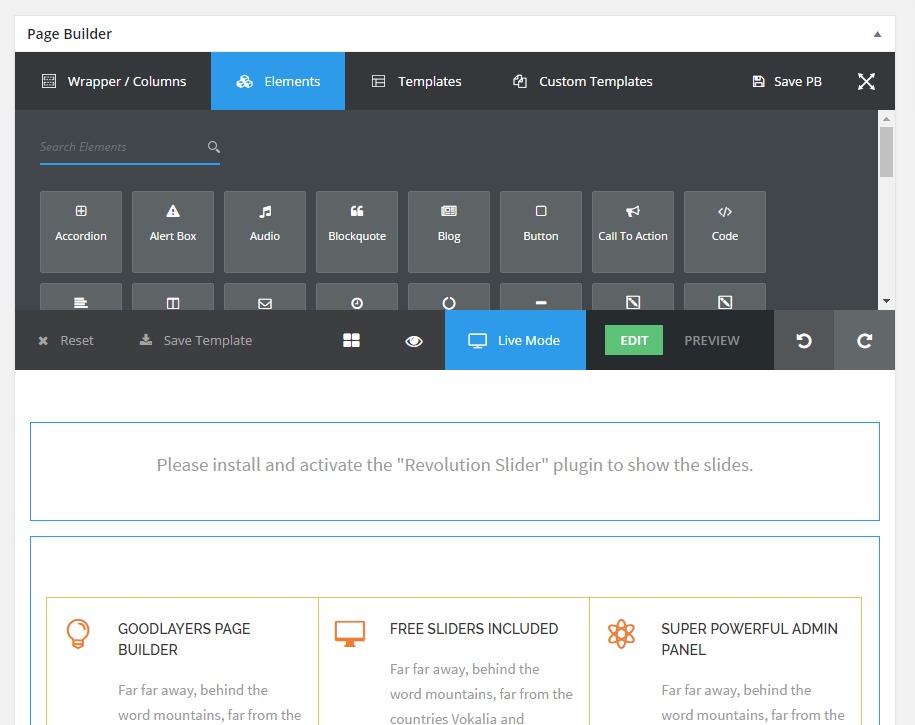 Page Builder
Wrapper / Columns
Elements
Templates
Custom Templates
Save PB
Search Elements
Accordion
Alert Box
Audio
Blockquote
Blog
Button
Call To Action
Code
Reset
Save Template
Live Mode
EDIT
PREVIEW
Please install and activate the "Revolution Slider" plugin to show the slides.
GOODLAYERS PAGE
BUILDER
Far far away, behind the
word mountains, far from the
FREE SLIDERS INCLUDED
Far far away, behind the
word mountains, far from the
countries Vokalia and
SUPER POWERFUL ADMIN
PANEL
Far far away, behind the
word mountains, far from the